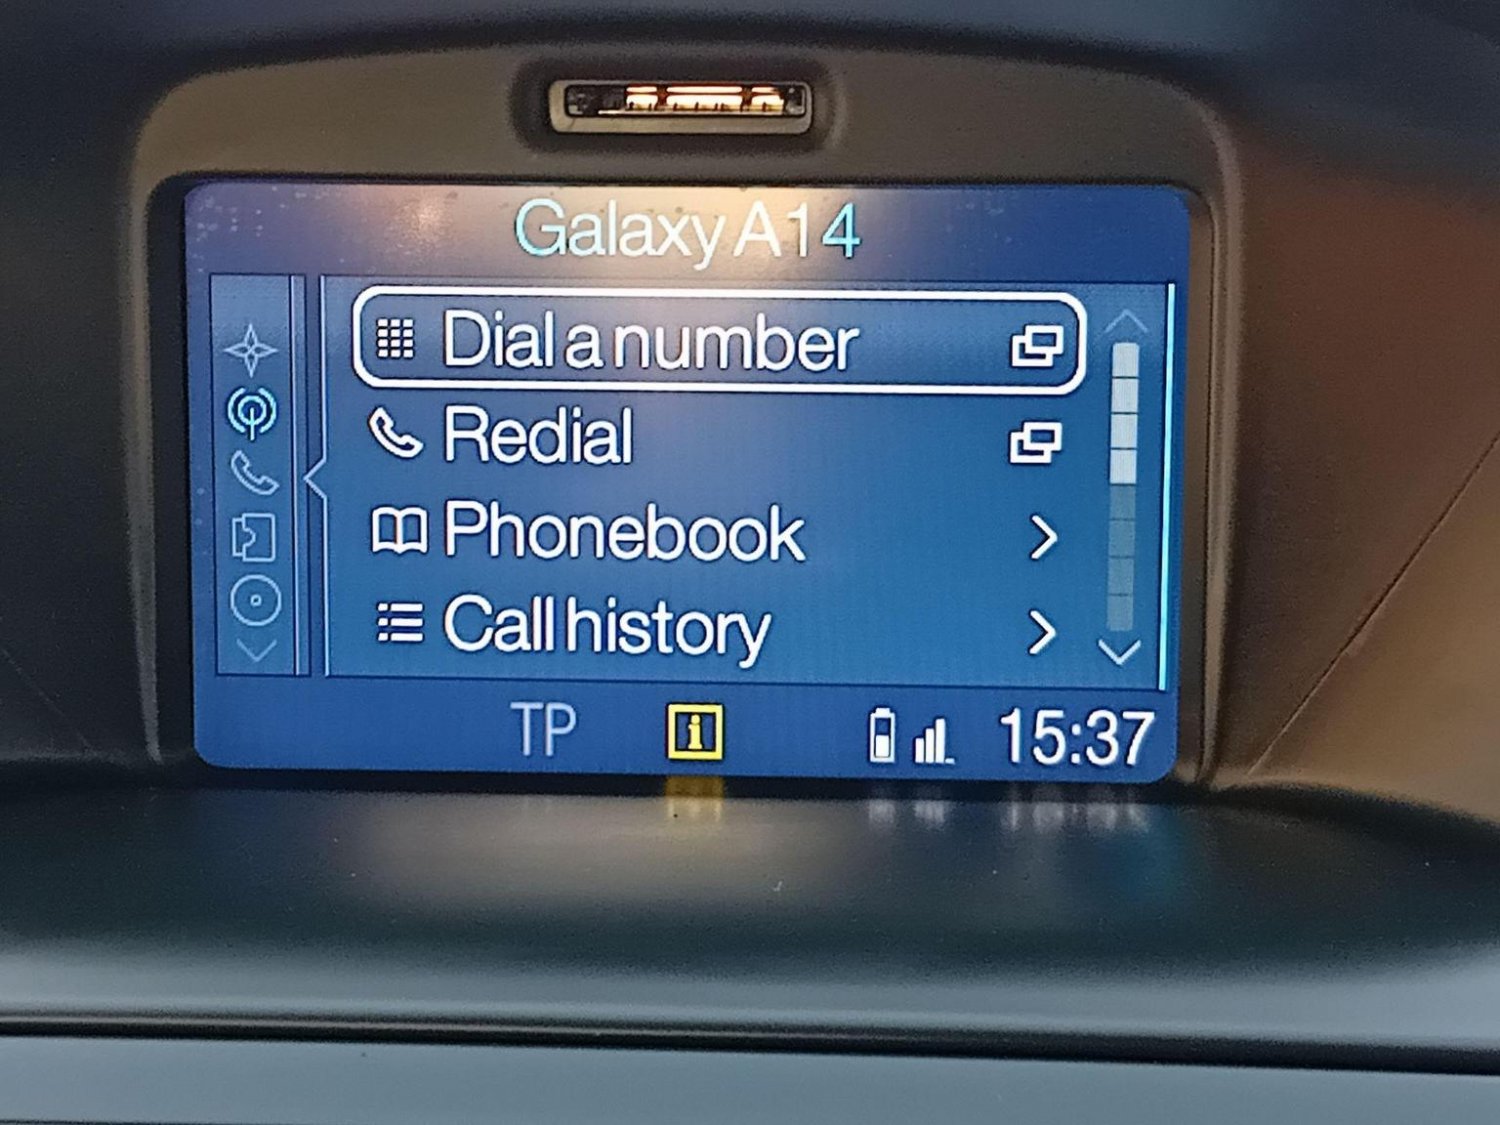 Galaxy A14
Dial a number
Redial
Phonebook
Call history
TP i 15:37